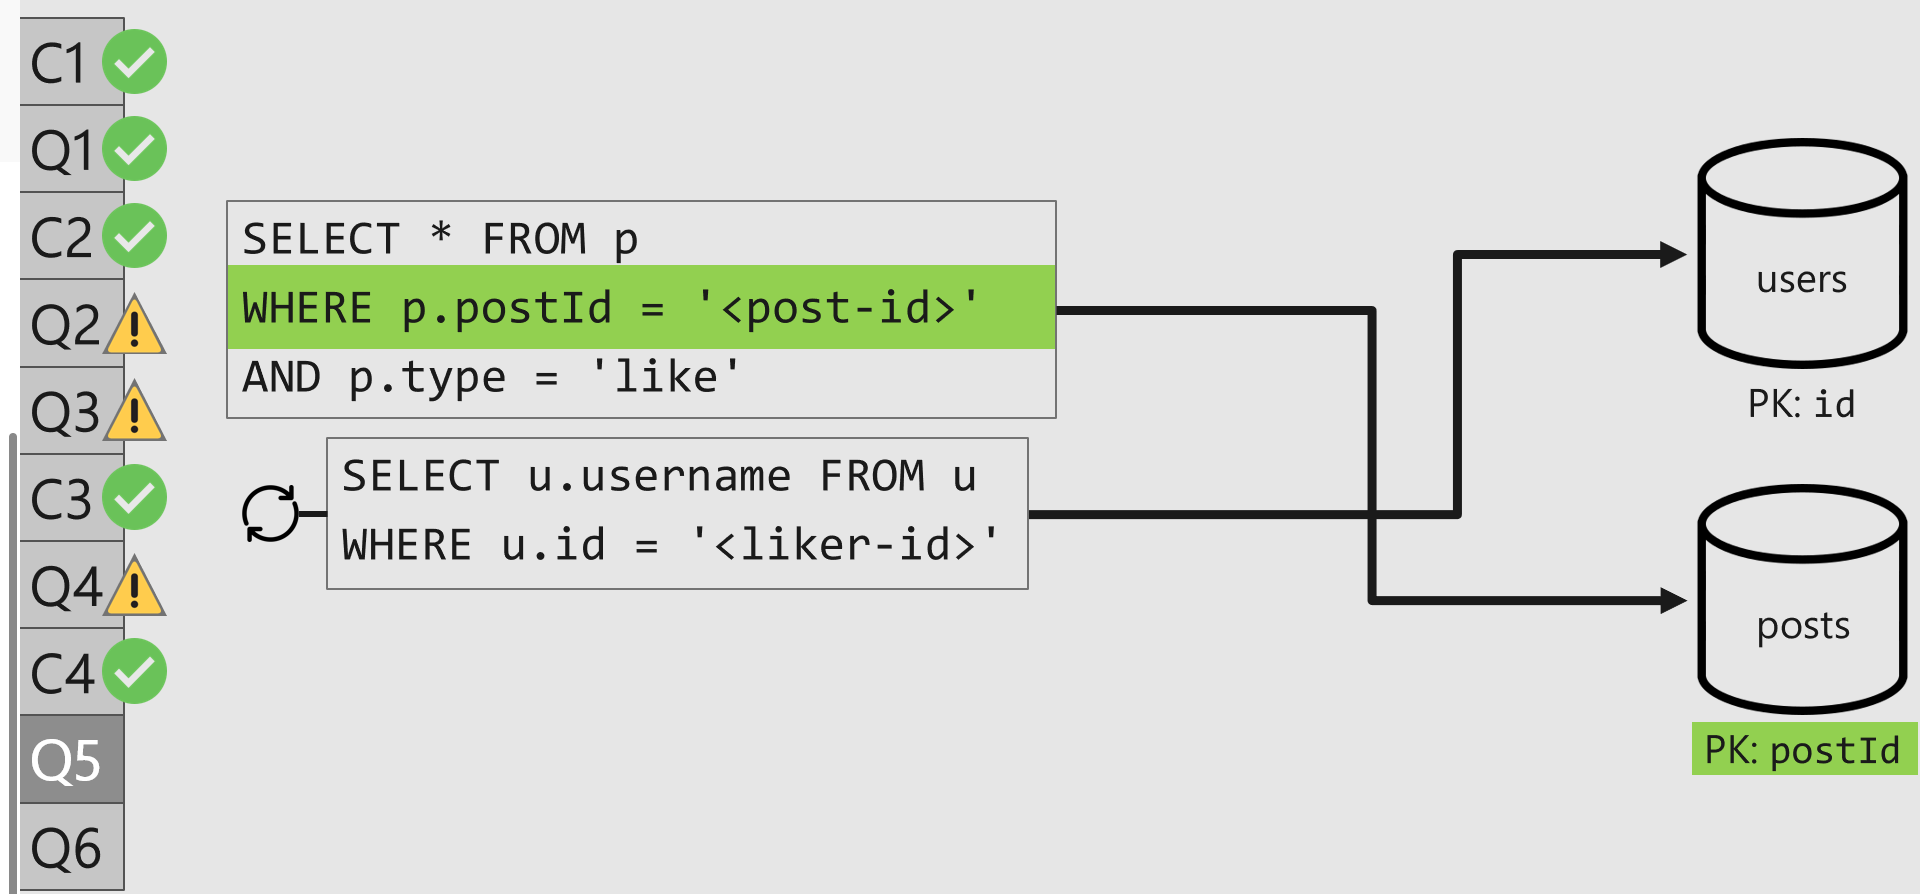 C1
Q1
C2
Q2
Q3
C3
Q4
C4
Q5
Q6
SELECT * FROM p
WHERE p.postId = '<post-id>'
AND p.type = 'like'
SELECT u.username FROM u
WHERE u.id = '<liker-id>'
users
PK: id
posts
PK: postId